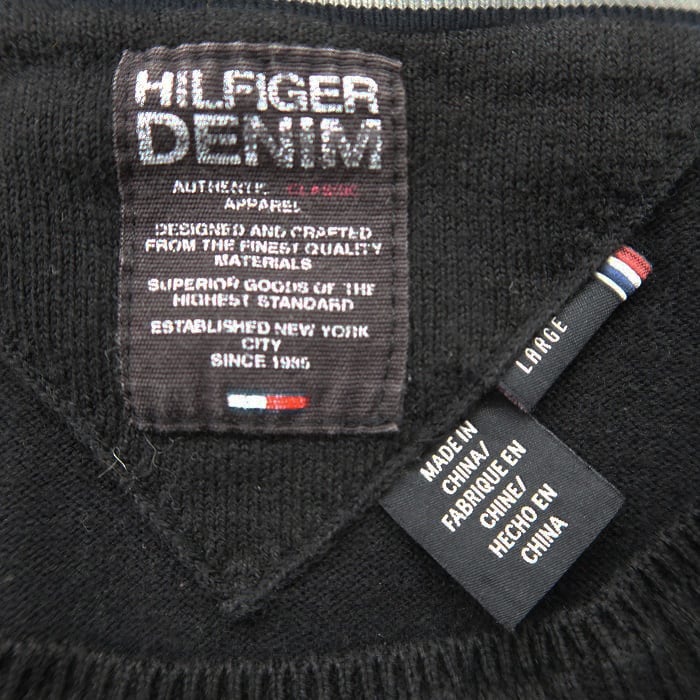 HILFIGER
DENIM
AUTHENTIC CLASSIC
APPAREL
DESIGNED AND CRAFTED
FROM THE FINEST QUALITY
MATERIALS
SUPERIOR GOODS OF THE
HIGHEST STANDARD
ESTABLISHED NEW YORK
CITY
SINCE 1985
LARGE
MADE IN
CHINA/
FABRIQUE EN
CHINE/
HECHO EN
CHINA